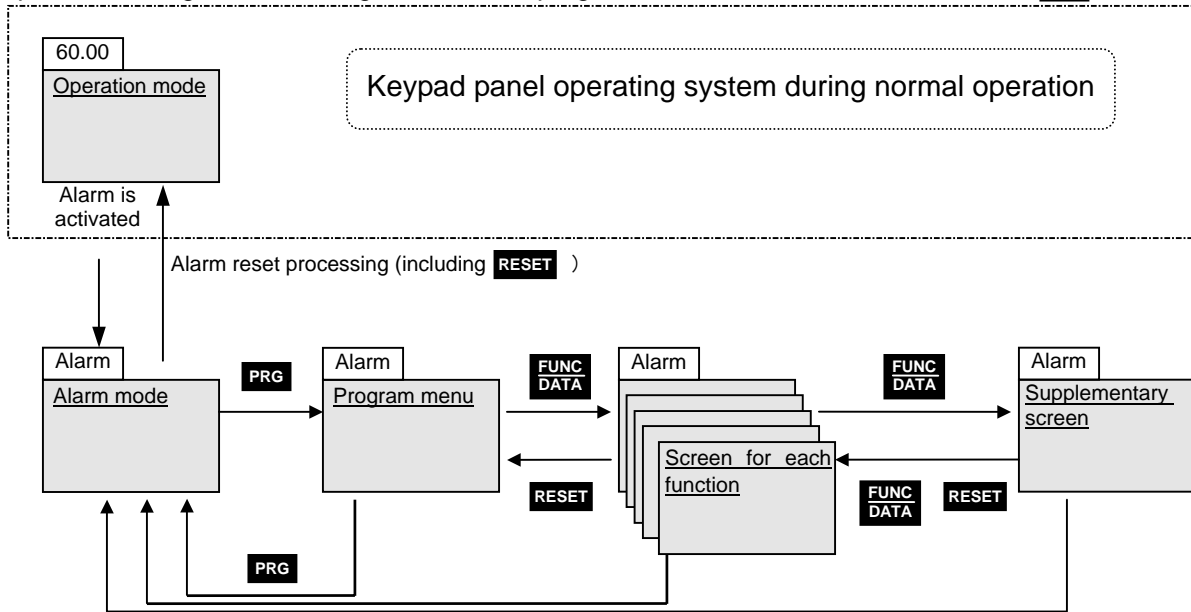 60.00
Operation mode
Keypad panel operating system during normal operation
Alarm is
activated
Alarm reset processing (including RESET )
Alarm
Alarm mode
PRG
Alarm
Program menu
FUNC
DATA
RESET
Alarm
Screen for each
function
FUNC
DATA
FUNC
DATA
RESET
Alarm
Supplementary
screen
PRG